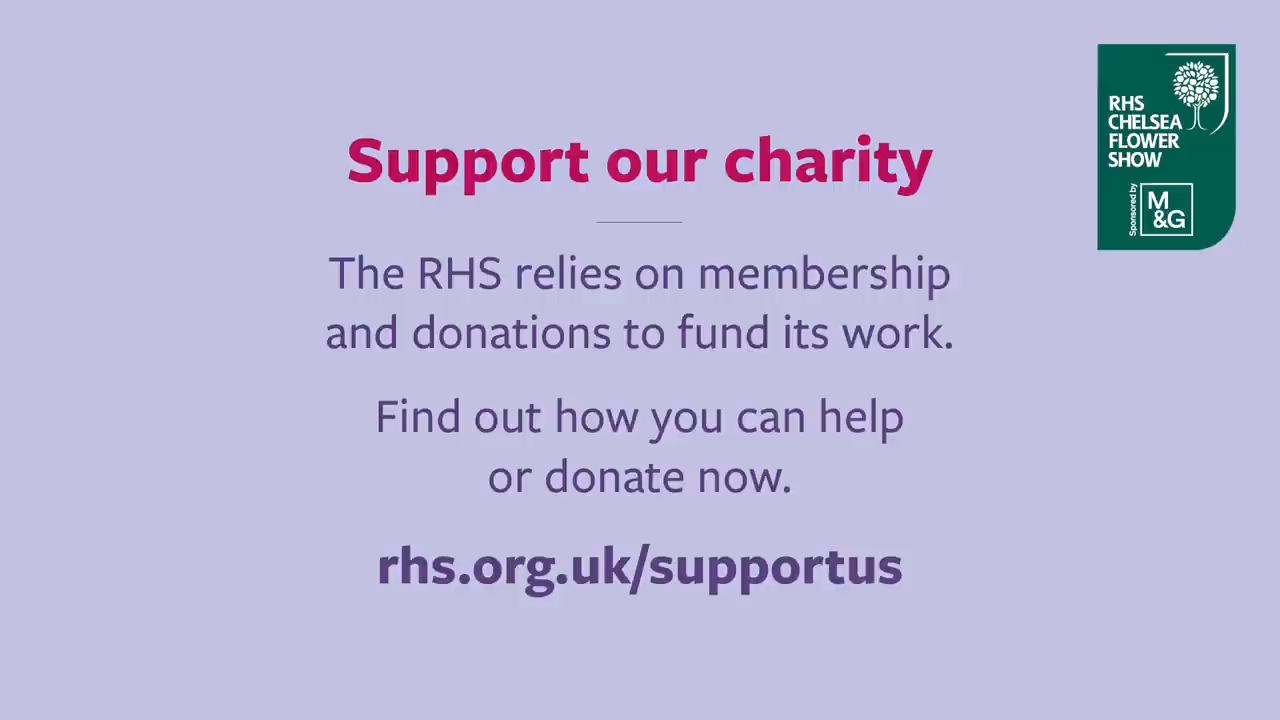 Support our charity
The RHS relies on membership
and donations to fund its work.
Find out how you can help
or donate now.
rhs.org.uk/supportus
RHS
CHELSEA
FLOWER
SHOW
Sponsored by
M
&G